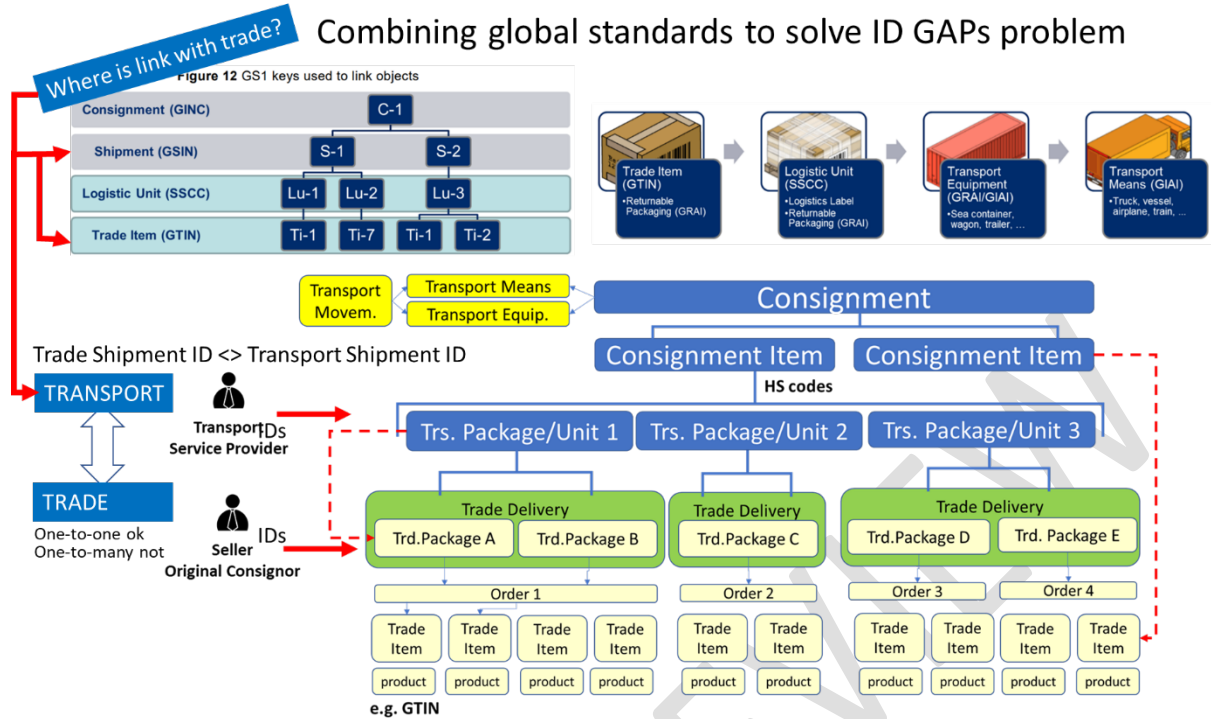 Where is link with trade?
Combining global standards to solve ID GAPs problem
Figure 12 GS1 keys used to link objects
Consignment (GINC)
C-1
Shipment (GSIN)
S-1
S-2
Logistic Unit (SSCC)
Lu-1
Lu-2
Lu-3
Trade Item (GTIN)
Ti-1
Ti-7
Ti-1
Ti-2
Trade Item
(GTIN)
•Returnable
Packaging (GRAI)
Logistic Unit
(SSCC)
•Logistics Label
•Returnable
Packaging (GRAI)
Transport
Equipment
(GRAI/GIAI)
•Sea container,
wagon, trailer, ...
Transport
Means (GIAI)
•Truck, vessel,
airplane, train, ...
Transport
Movem.
Transport Means
Transport Equip.
Consignment
Consignment Item
Consignment Item
HS codes
Trade Shipment ID <> Transport Shipment ID
TRANSPORT
Transport
Service Provider
IDs
Trs. Package/Unit 1
Trs. Package/Unit 2
Trs. Package/Unit 3
TRADE
One-to-one ok
One-to-many not
IDs
Seller
Original Consignor
Trade Delivery
Trd.Package A
Trd.Package B
Trade Delivery
Trd.Package C
Trade Delivery
Trd.Package D
Trd. Package E
Order 1
Order 2
Order 3
Order 4
Trade
Item
Trade
Item
Trade
Item
Trade
Item
Trade
Item
Trade
Item
Trade
Item
Trade
Item
Trade
Item
Trade
Item
product
product
product
product
product
product
product
product
product
product
e.g. GTIN